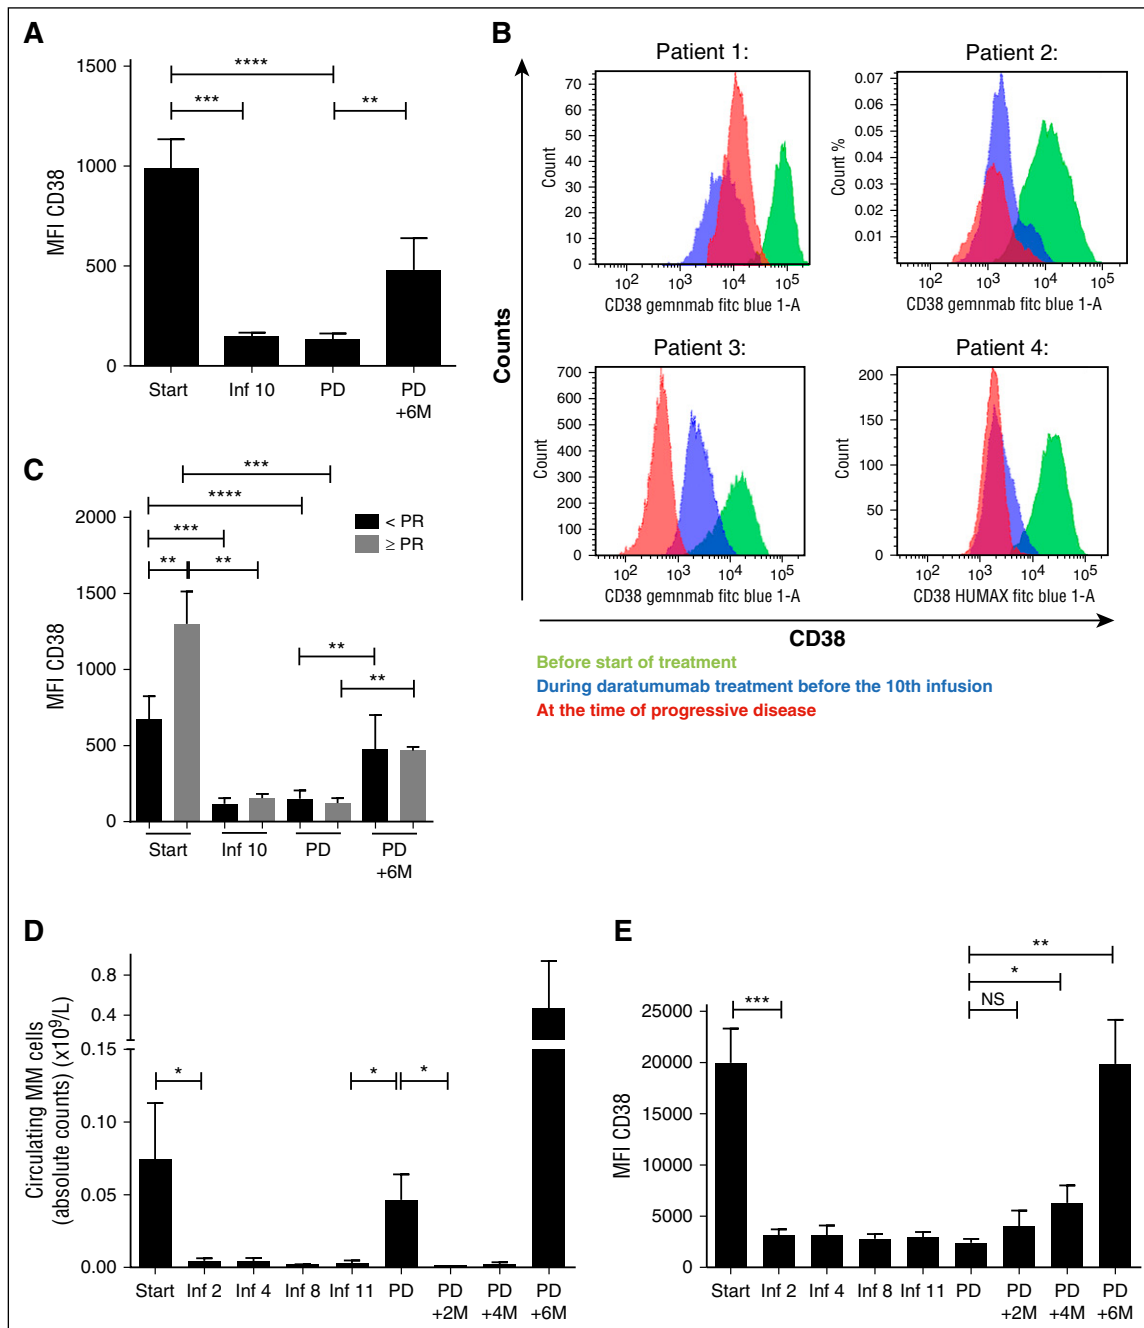 A
MFI CD38
1500
1000
500
0
****
***
**
Start
Inf 10
PD
PD
+6M
B
Counts
Patient 1:
Count
70
60
50
40
30
20
10
0
10²
10³
10⁴
10⁵
CD38 gemnmab fitc blue 1-A
Patient 2:
Count %
0.07
0.06
0.05
0.04
0.03
0.02
0.01
10²
10³
10⁴
10⁵
CD38 gemnmab fitc blue 1-A
Patient 3:
Count
700
600
500
400
300
200
100
0
10²
10³
10⁴
10⁵
CD38 gemnmab fitc blue 1-A
Patient 4:
Count
200
150
100
50
0
10²
10³
10⁴
10⁵
CD38 HUMAX fitc blue 1-A
CD38
Before start of treatment
During daratumumab treatment before the 10th infusion
At the time of progressive disease
C
MFI CD38
2000
1500
1000
500
0
***
****
***
**
**
**
**
< PR
≥ PR
Start
Inf 10
PD
PD
+6M
D
Circulating MM cells
(absolute counts) (x10⁹/L)
0.8
0.4
0.15
0.10
0.05
0.00
*
*
*
Start
Inf 2
Inf 4
Inf 8
Inf 11
PD
PD
+2M
PD
+4M
PD
+6M
E
MFI CD38
25000
20000
15000
10000
5000
0
***
**
*
NS
Start
Inf 2
Inf 4
Inf 8
Inf 11
PD
PD
+2M
PD
+4M
PD
+6M